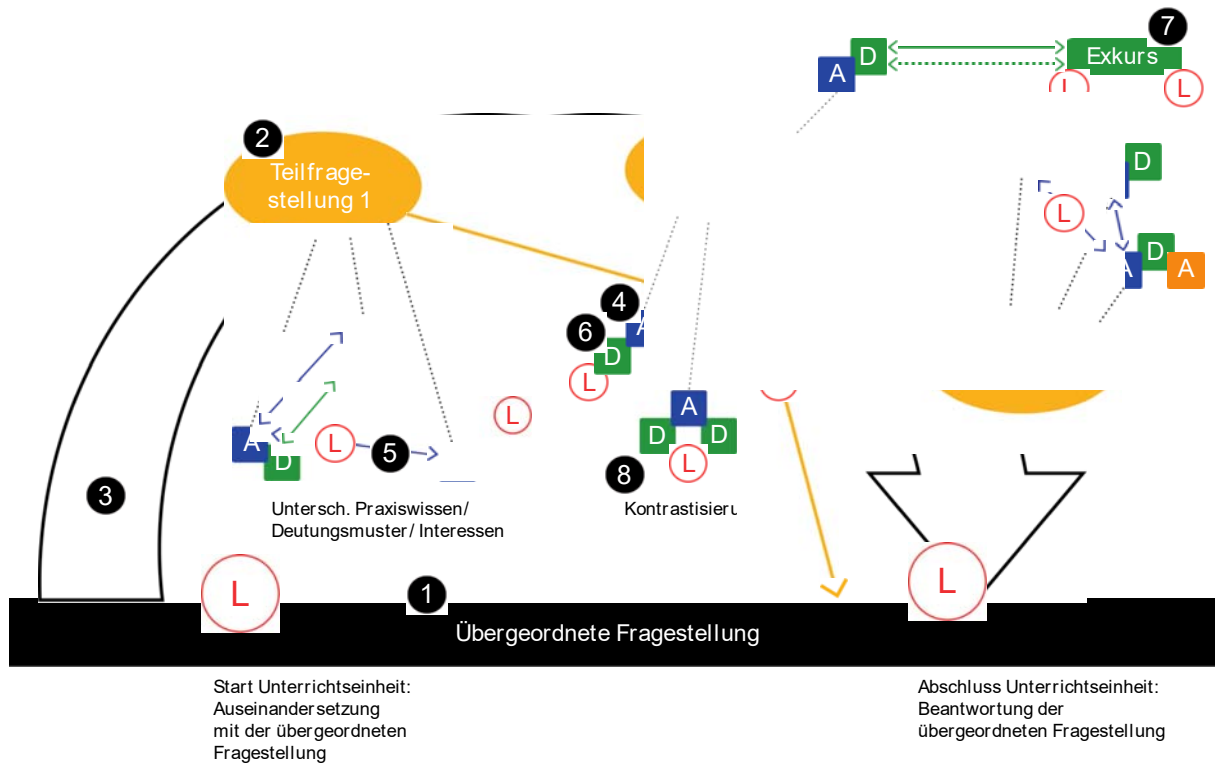 7
D
Exkurs
A
L
L
2
Teilfrage-
stellung 1
D
L
D
A
A
4
6
A
D
L
L
A
D
D
L
8
A
D
L
5
3
Untersch. Praxiswissen/
Deutungsmuster/ Interessen
Kontrastisieru
L
1
L
Übergeordnete Fragestellung
Start Unterrichtseinheit:
Auseinandersetzung
mit der übergeordneten
Fragestellung
Abschluss Unterrichtseinheit:
Beantwortung der
übergeordneten Fragestellung